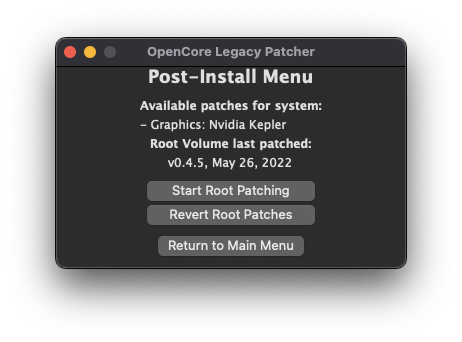 OpenCore Legacy Patcher
Post-Install Menu
Available patches for system:
- Graphics: Nvidia Kepler
Root Volume last patched:
v0.4.5, May 26, 2022
Start Root Patching
Revert Root Patches
Return to Main Menu